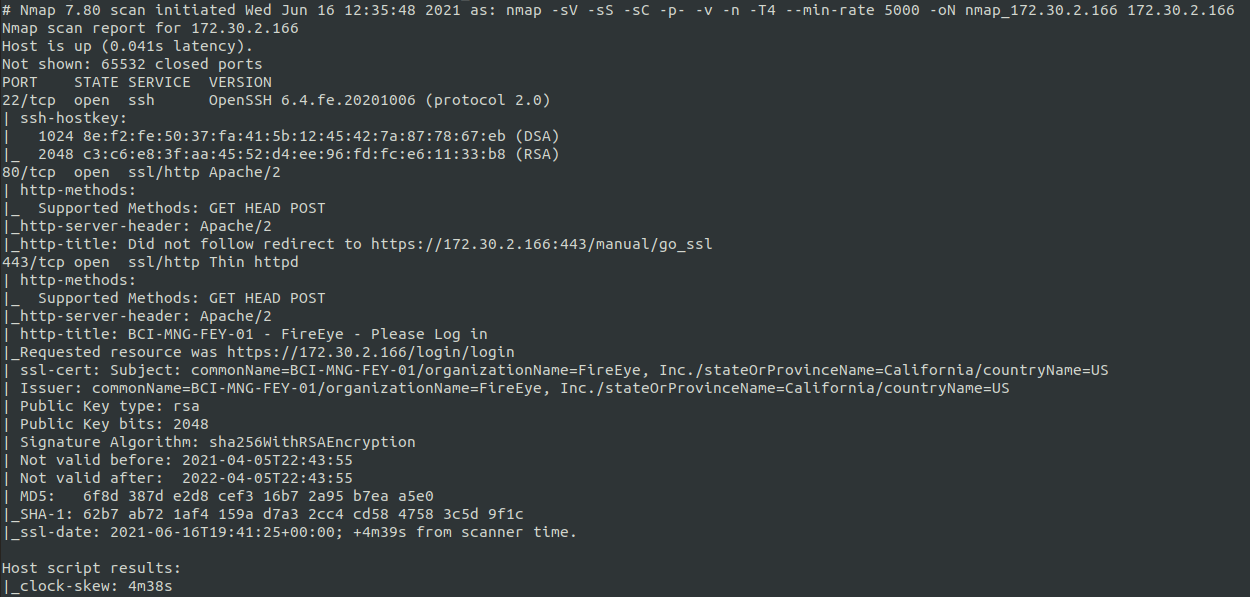 # Nmap 7.80 scan initiated Wed Jun 16 12:35:48 2021 as: nmap -sV -sS -sC -p- -v -n -T4 --min-rate 5000 -oN nmap_172.30.2.166 172.30.2.166
Nmap scan report for 172.30.2.166
Host is up (0.041s latency).
Not shown: 65532 closed ports
PORT    STATE SERVICE  VERSION
22/tcp  open  ssh      OpenSSH 6.4.fe.20201006 (protocol 2.0)
| ssh-hostkey:
|   1024 8e:f2:fe:50:37:fa:41:5b:12:45:42:7a:87:78:67:eb (DSA)
|_  2048 c3:c6:e8:3f:aa:45:52:d4:ee:96:fd:fc:e6:11:33:b8 (RSA)
80/tcp  open  ssl/http Apache/2
| http-methods:
|_  Supported Methods: GET HEAD POST
|_http-server-header: Apache/2
|_http-title: Did not follow redirect to https://172.30.2.166:443/manual/go_ssl
443/tcp open  ssl/http Thin httpd
| http-methods:
|_  Supported Methods: GET HEAD POST
|_http-server-header: Apache/2
| http-title: BCI-MNG-FEY-01 - FireEye - Please Log in
|_Requested resource was https://172.30.2.166/login/login
| ssl-cert: Subject: commonName=BCI-MNG-FEY-01/organizationName=FireEye, Inc./stateOrProvinceName=California/countryName=US
| Issuer: commonName=BCI-MNG-FEY-01/organizationName=FireEye, Inc./stateOrProvinceName=California/countryName=US
| Public Key type: rsa
| Public Key bits: 2048
| Signature Algorithm: sha256WithRSAEncryption
| Not valid before: 2021-04-05T22:43:55
| Not valid after:  2022-04-05T22:43:55
| MD5:   6f8d 387d e2d8 cef3 16b7 2a95 b7ea a5e0
|_SHA-1: 62b7 ab72 1af4 159a d7a3 2cc4 cd58 4758 3c5d 9f1c
|_ssl-date: 2021-06-16T19:41:25+00:00; +4m39s from scanner time.

Host script results:
|_clock-skew: 4m38s